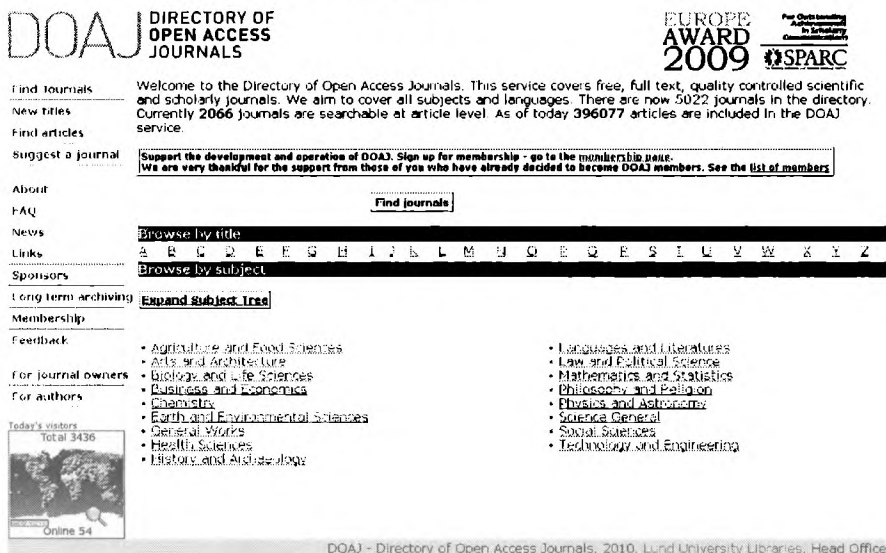 DOAJ DIRECTORY OF
OPEN ACCESS
JOURNALS
EUROPE
AWARD
2009
For Outstanding
Achievement
in Scholarly
Communications
SPARC
Find Journals
New titles
Find articles
Suggest a journal
About
FAQ
News
Links
Sponsors
Long term archiving
Membership
Feedback
For journal owners
For authors
Today's visitors
Total 3436
Online 54
Welcome to the Directory of Open Access Journals. This service covers free, full text, quality controlled scientific
and scholarly journals. We aim to cover all subjects and languages. There are now 5022 journals in the directory.
Currently 2066 journals are searchable at article level. As of today 396077 articles are included in the DOAJ
service.
Support the development and operation of DOAJ. Sign up for membership - go to the membership page.
We are very thankful for the support from those of you who have already decided to become DOAJ members. See the list of members
Find journals
Browse by title
A B C D E F G H I J K L M N O P Q R S T U V W X Y Z
Browse by subject
Expand Subject Tree
• Agriculture and Food Sciences
• Arts and Architecture
• Biology and Life Sciences
• Business and Economics
• Chemistry
• Earth and Environmental Sciences
• General Works
• Health Sciences
• History and Archaeology
• Languages and Literatures
• Law and Political Science
• Mathematics and Statistics
• Philosophy and Religion
• Physics and Astronomy
• Science General
• Social Sciences
• Technology and Engineering
DOAJ - Directory of Open Access Journals. 2010. Lund University Libraries. Head Office